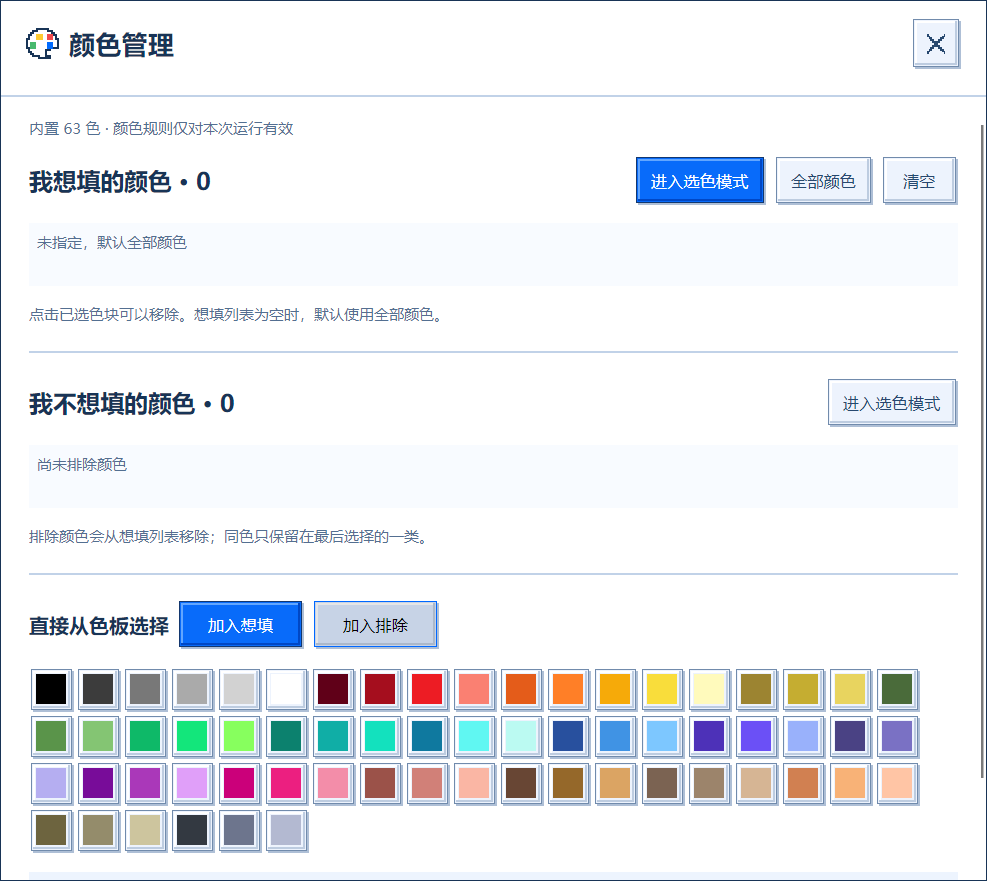 颜色管理
内置 63 色 · 颜色规则仅对本次运行有效
我想填的颜色 • 0
进入选色模式
全部颜色
清空
未指定，默认全部颜色
点击已选色块可以移除。想填列表为空时，默认使用全部颜色。
我不想填的颜色 • 0
进入选色模式
尚未排除颜色
排除颜色会从想填列表移除；同色只保留在最后选择的一类。
直接从色板选择
加入想填
加入排除